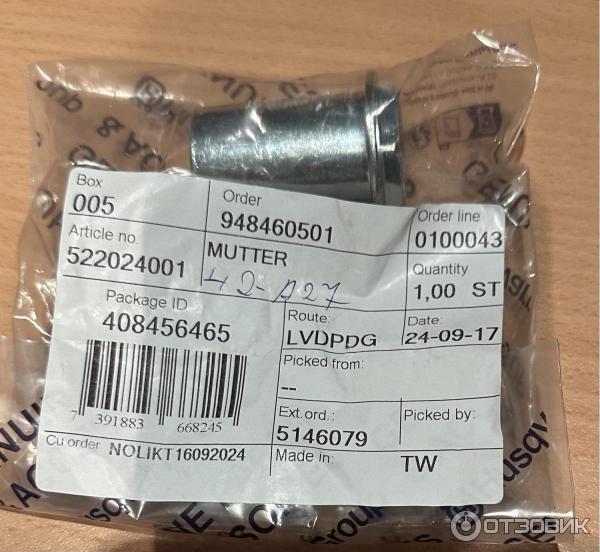 Box
005
Order
948460501
Order line
0100043
Article no.
522024001
MUTTER
42-A27
Quantity
1,00 ST
Package ID
408456465
Route:
LVDPDG
Date:
24-09-17
Picked from:
--
7 391883 668245
Ext.ord.:
5146079
Picked by:
Cu order NOLIKT16092024
Made in:
TW
Group
ОТЗОВИК